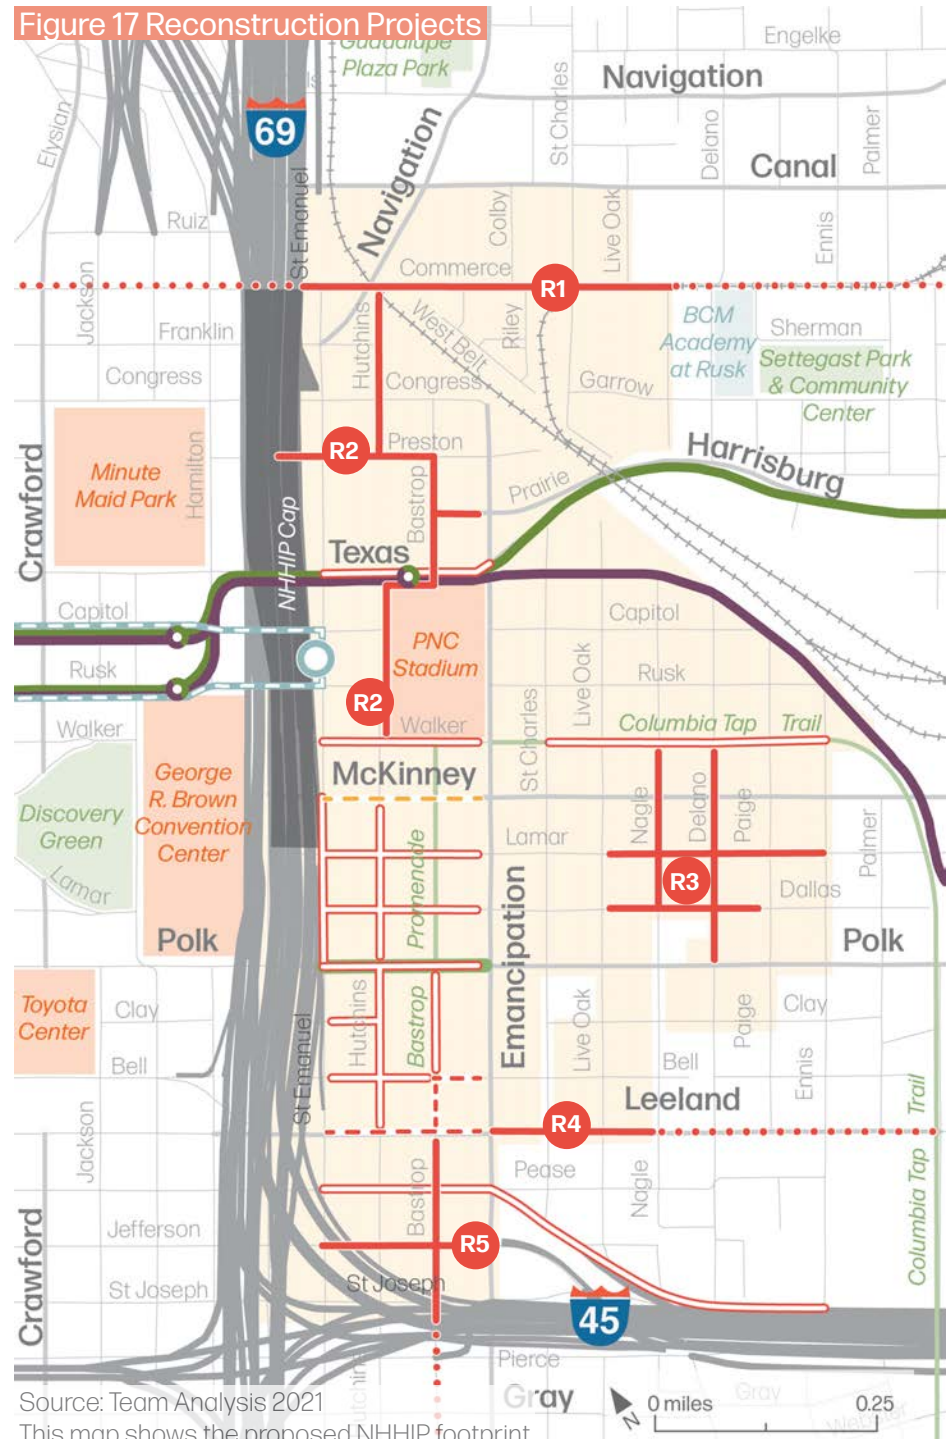 Figure 17 Reconstruction Projects
Guadalupe
Plaza Park
Engelke
Navigation
St Charles
Delano
Palmer
Elysian
69
Navigation
Canal
St Emanuel
Ruiz
Colby
Live Oak
Ennis
Commerce
R1
Jackson
Franklin
Hutchins
West Belt
Riley
BCM
Academy
at Rusk
Sherman
Settegast Park
& Community
Center
Congress
Congress
Garrow
Crawford
Minute
Maid Park
Hamilton
R2
Preston
Harrisburg
Bastrop
Prairie
NHHIP Cap
Texas
Capitol
Capitol
PNC
Stadium
Rusk
Rusk
Live Oak
R2
St Charles
Walker
Walker
Columbia Tap Trail
McKinney
George
R. Brown
Convention
Center
Discovery
Green
Lamar
Promenade
Lamar
Nagle
Delano
Paige
Palmer
R3
Dallas
Polk
Emancipation
Polk
Toyota
Center
Clay
Hutchins
Bastrop
Live Oak
Paige
Clay
Bell
Bell
Ennis
St Emanuel
Leeland
R4
Trail
Jackson
Pease
Nagle
Bastrop
Columbia Tap
Crawford
Jefferson
R5
St Joseph
St Joseph
45
Pierce
Gray
Gray
N
0 miles 0.25
Webster
Source: Team Analysis 2021
This map shows the proposed NHHIP footprint